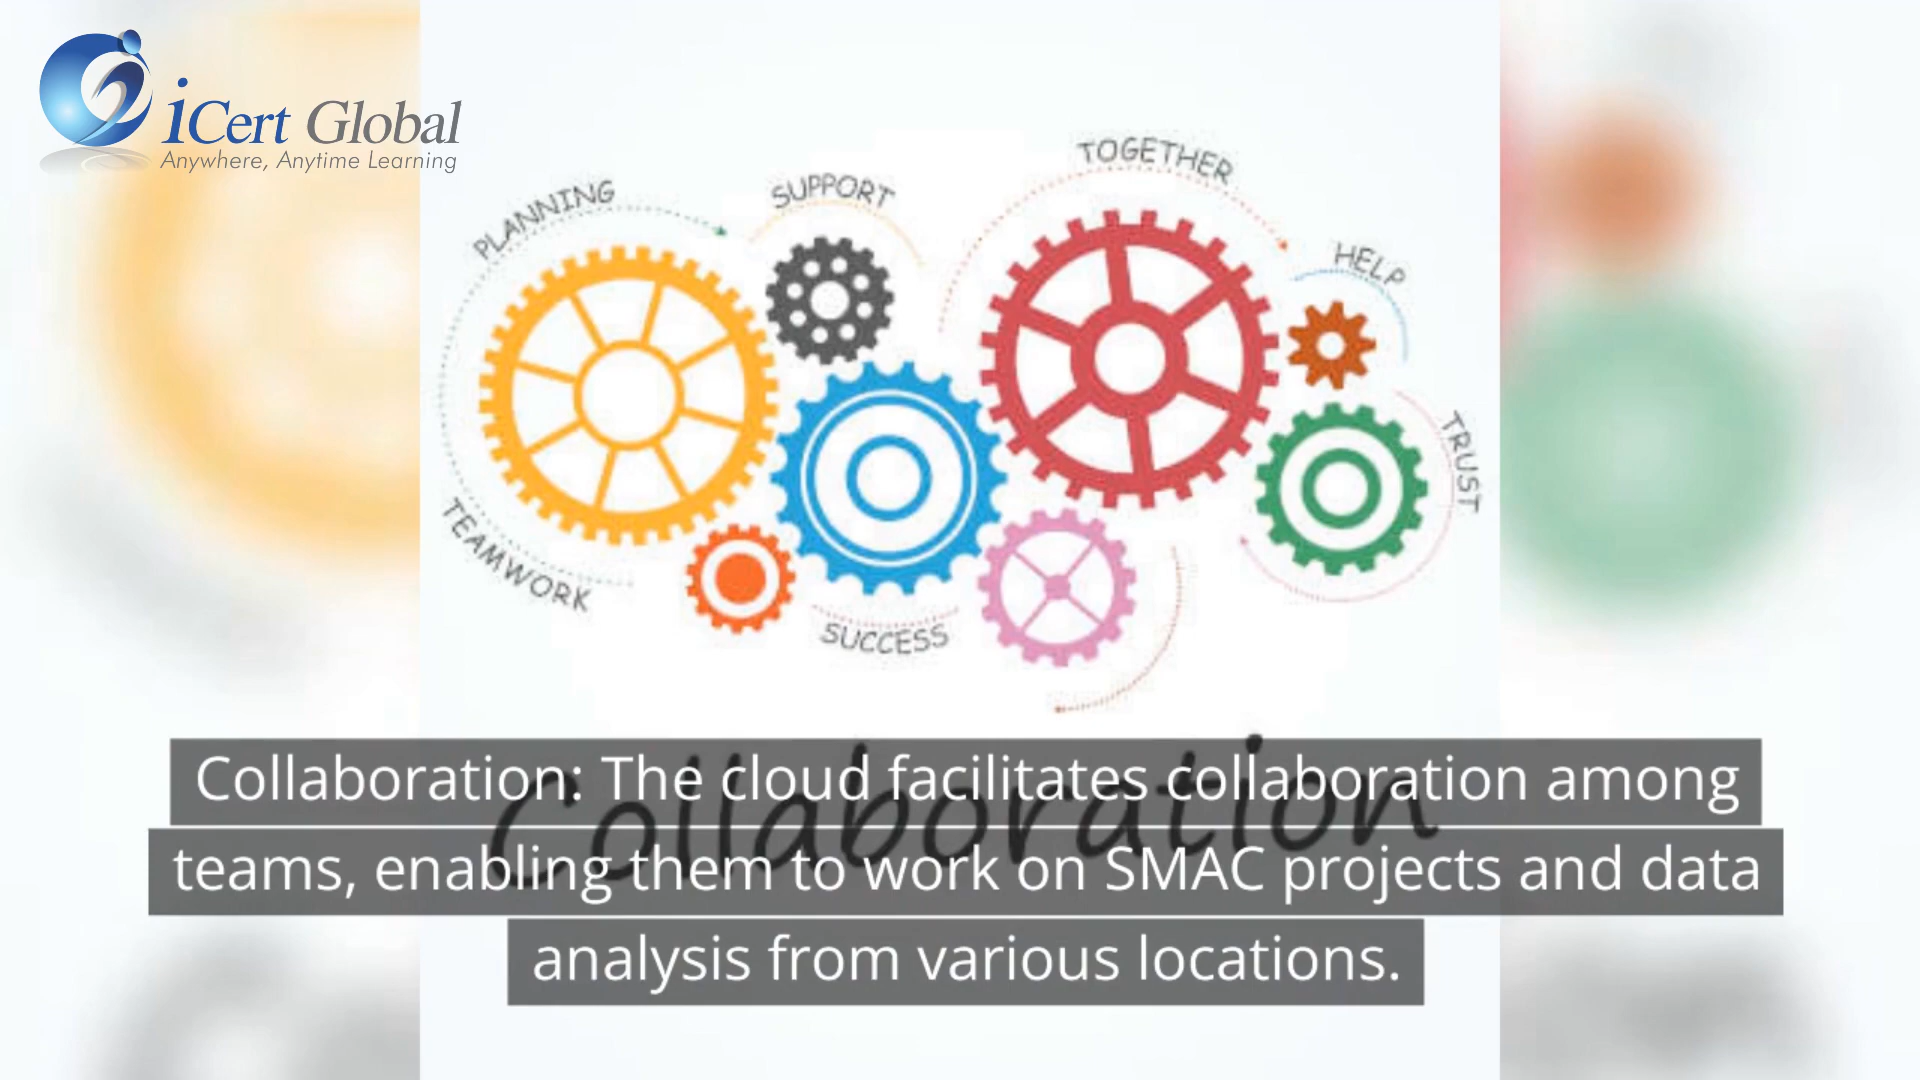 iCert Global
Anywhere, Anytime Learning
PLANNING
SUPPORT
TOGETHER
HELP
TRUST
TEAMWORK
SUCCESS
Collaboration
Collaboration: The cloud facilitates collaboration among
teams, enabling them to work on SMAC projects and data
analysis from various locations.